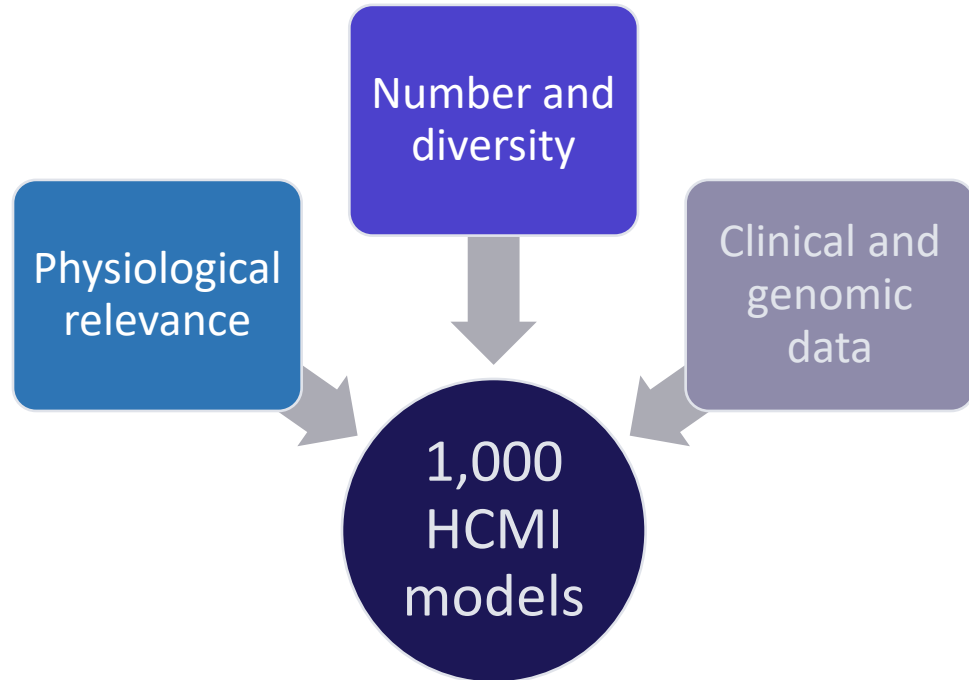 Number and
diversity
Physiological
relevance
Clinical and
genomic
data
1,000
HCMI
models